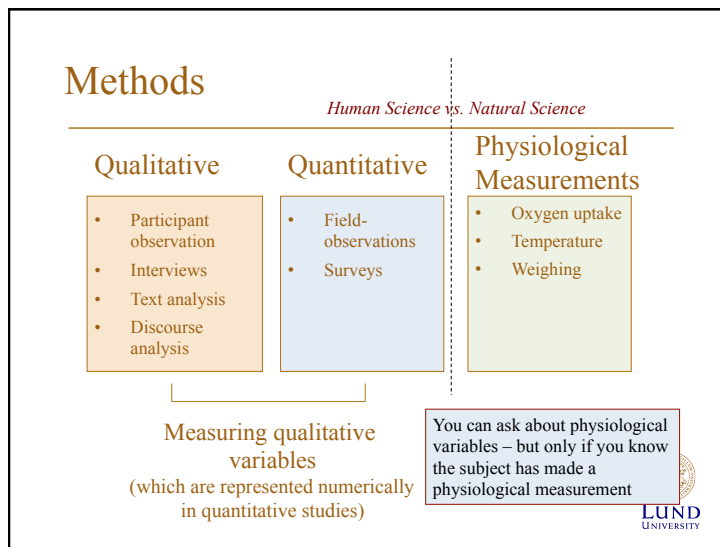 Methods
Human Science vs. Natural Science
Qualitative
• Participant
observation
• Interviews
• Text analysis
• Discourse
analysis
Quantitative
• Field-
observations
• Surveys
Physiological
Measurements
• Oxygen uptake
• Temperature
• Weighing
Measuring qualitative
variables
(which are represented numerically
in quantitative studies)
You can ask about physiological
variables – but only if you know
the subject has made a
physiological measurement
LUND
UNIVERSITY